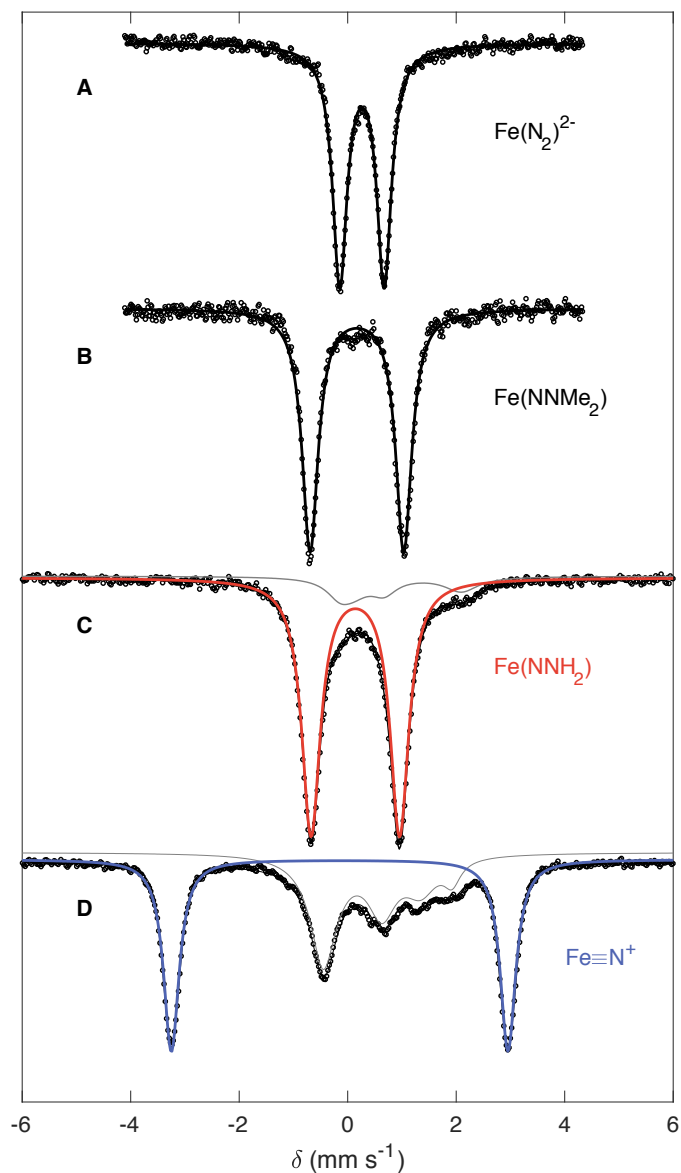 A
Fe(N₂)²⁻
B
Fe(NNMe₂)
C
Fe(NNH₂)
D
Fe≡N⁺
-6 -4 -2 0 2 4 6
δ (mm s⁻¹)